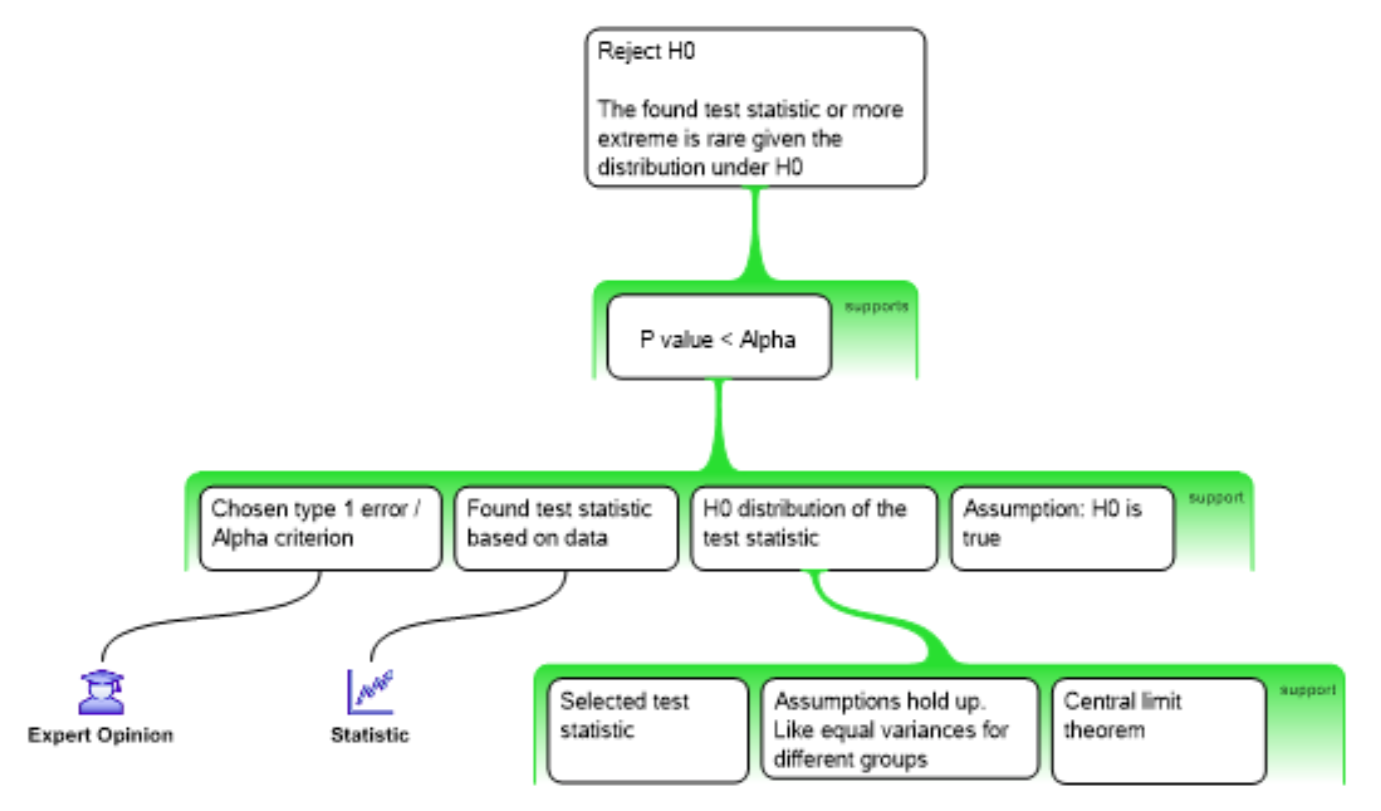 Reject H0
The found test statistic or more
extreme is rare given the
distribution under H0
supports
P value < Alpha
Chosen type 1 error /
Alpha criterion
Found test statistic
based on data
H0 distribution of the
test statistic
Assumption: H0 is
true
support
Expert Opinion
Statistic
Selected test
statistic
Assumptions hold up.
Like equal variances for
different groups
Central limit
theorem
support